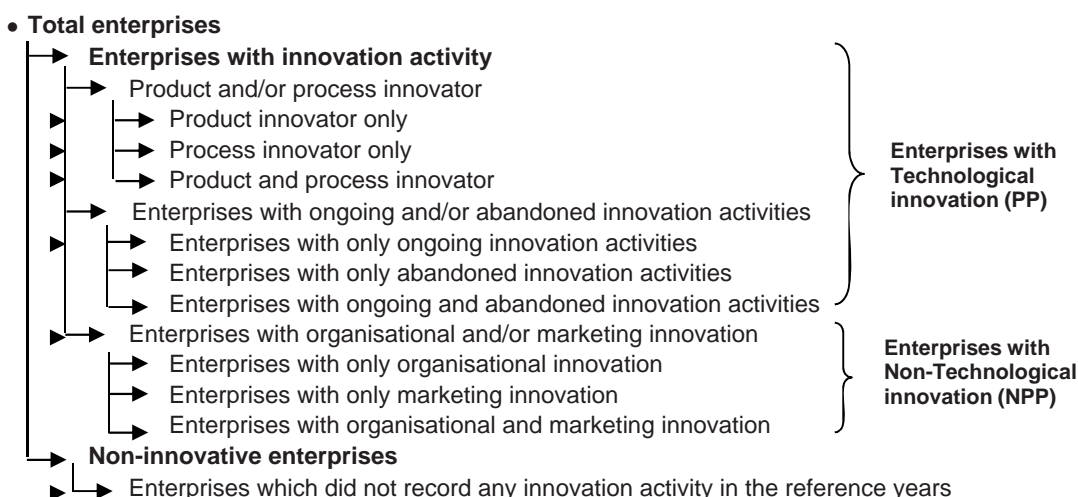 • Total enterprises
Enterprises with innovation activity
Product and/or process innovator
Product innovator only
Process innovator only
Product and process innovator
Enterprises with ongoing and/or abandoned innovation activities
Enterprises with only ongoing innovation activities
Enterprises with only abandoned innovation activities
Enterprises with ongoing and abandoned innovation activities
Enterprises with
Technological
innovation (PP)
Enterprises with organisational and/or marketing innovation
Enterprises with only organisational innovation
Enterprises with only marketing innovation
Enterprises with organisational and marketing innovation
Enterprises with
Non-Technological
innovation (NPP)
Non-innovative enterprises
Enterprises which did not record any innovation activity in the reference years